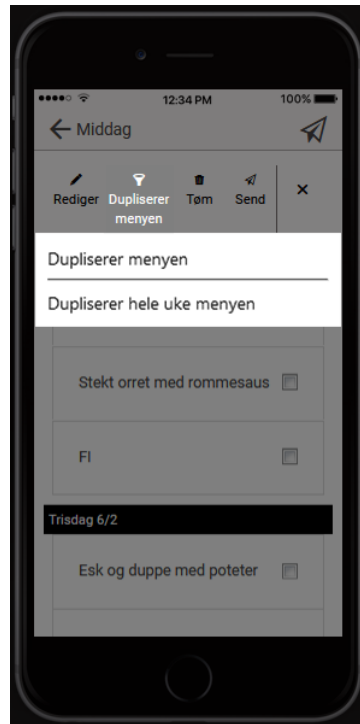 12:34 PM 100%
Middag
Rediger Dupliserer menyen Tøm Send ×
Dupliserer menyen
Dupliserer hele uke menyen
Stekt orret med rommesaus
FI
Trisdag 6/2
Esk og duppe med poteter